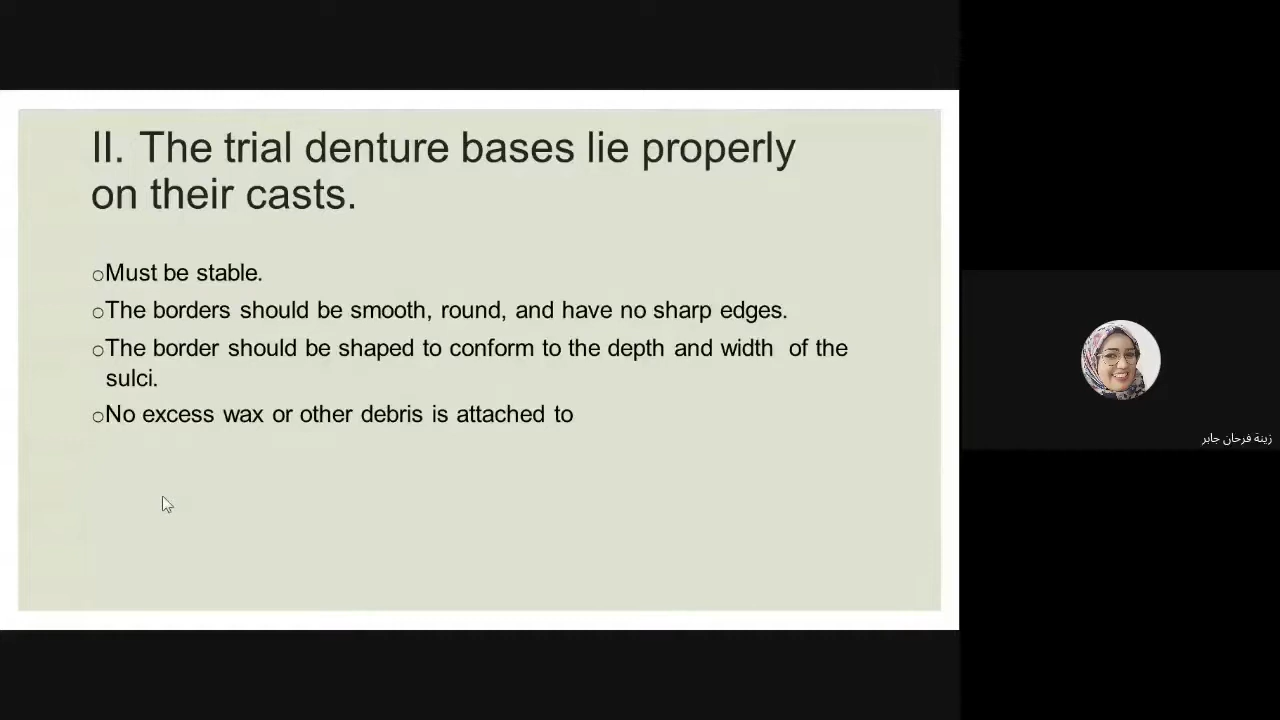 II. The trial denture bases lie properly
on their casts.
○Must be stable.
○The borders should be smooth, round, and have no sharp edges.
○The border should be shaped to conform to the depth and width of the
sulci.
○No excess wax or other debris is attached to
زينة فرحان جابر